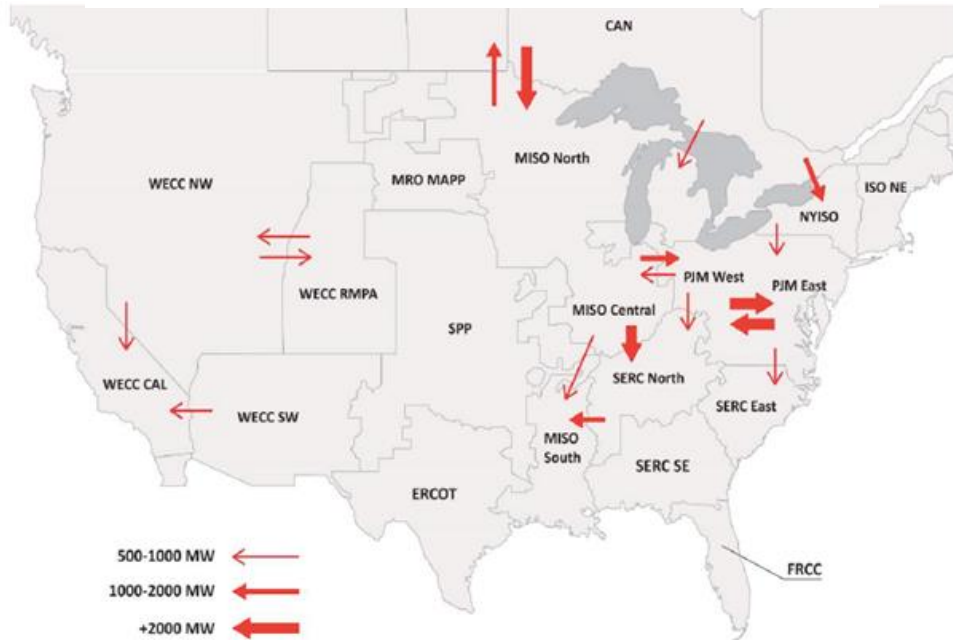 CAN
MISO North
WECC NW
MRO MAPP
ISO NE
NYISO
PJM West
PJM East
WECC RMPA
MISO Central
SPP
SERC North
WECC CAL
SERC East
WECC SW
MISO
South
SERC SE
ERCOT
500-1000 MW
FRCC
1000-2000 MW
+2000 MW